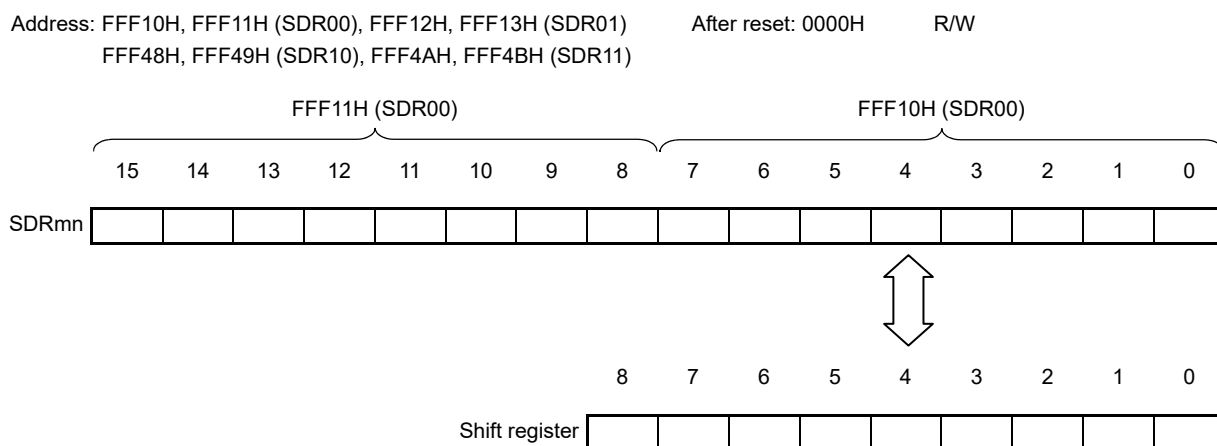 Address: FFF10H, FFF11H (SDR00), FFF12H, FFF13H (SDR01) After reset: 0000H R/W
FFF48H, FFF49H (SDR10), FFF4AH, FFF4BH (SDR11)
FFF11H (SDR00) FFF10H (SDR00)
15 14 13 12 11 10 9 8 7 6 5 4 3 2 1 0
SDRmn
8 7 6 5 4 3 2 1 0
Shift register